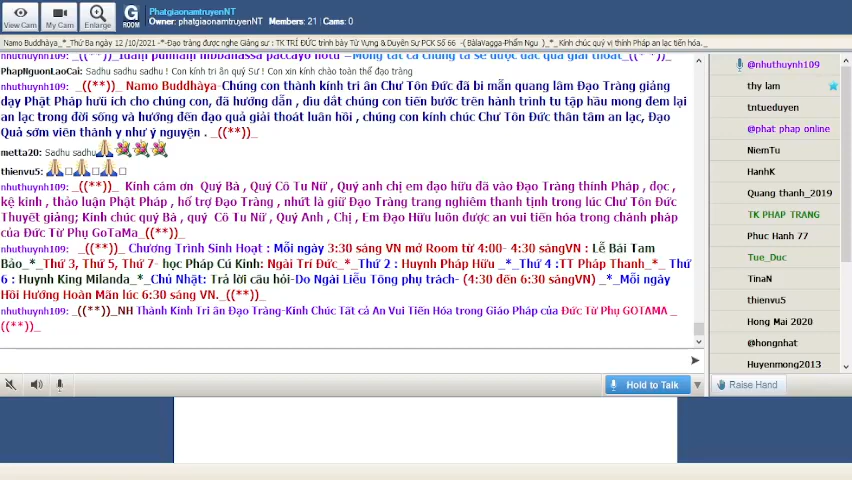 View Cam
My Cam
Enlarge
G
ROOM
PhatgiaonamtruyenNT
Owner: phatgiaonamtruyenNT Members: 21 | Cams: 0
Namo Buddhàya_*_Thứ Ba ngày 12 /10/2021 -*-Đạo tràng được nghe Giảng sư : TK TRÍ ĐỨC trình bày Từ Vựng & Duyên Sự PCK Số 66 -( BàlaVagga-Phẩm Ngu )_*_ Kính chúc quý vị thính Pháp an lạc tiến hóa._
PhapNguonLaoCai: Sadhu sadhu sadhu ! Con kính tri ân quý Sư ! Con xin kính chào toàn thể đạo tràng
_((**))_ Namo Buddhàya-Chúng con thành kính tri ân Chư Tôn Đức đã bi mẫn quang lâm Đạo Tràng giảng
dạy Phật Pháp hữu ích cho chúng con, đã hướng dẫn , dìu dắt chúng con tiến bước trên hành trình tu tập hầu mong đem lại
an lạc trong đời sống và hướng đến đạo quả giải thoát luân hồi , chúng con kính chúc Chư Tôn Đức thân tâm an lạc, Đạo
Quả sớm viên thành y như ý nguyện . _((**))_
metta20: Sadhu sadhu
thienvu5:
nhuthuynh109: _((**))_ Kính cám ơn Quý Bà , Quý Cô Tu Nữ , Quý anh chị em đạo hữu đã vào Đạo Tràng thính Pháp , đọc ,
kệ kinh , thảo luận Phật Pháp , hổ trợ Đạo Tràng , nhứt là giữ Đạo Tràng trang nghiêm thanh tịnh trong lúc Chư Tôn Đức
Thuyết giảng; Kính chúc quý Bà , quý Cô Tu Nữ , Quý Anh , Chị , Em Đạo Hữu luôn được an vui tiến hóa trong chánh pháp
của Đức Từ Phụ GoTaMa_((**))_
nhuthuynh109: _((**))_ Chương Trình Sinh Hoạt : Mỗi ngày 3:30 sáng VN mở Room từ 4:00- 4:30 sángVN : Lễ Bái Tam
Bảo_*_Thứ 3, Thứ 5, Thứ 7- học Pháp Cú Kinh: Ngài Trí Đức_*_Thứ 2 : Huynh Pháp Hữu _*_Thứ 4 :TT Pháp Thanh_*_ Thứ
6 : Huynh King Milanda_*_Chủ Nhật: Trả lời câu hỏi-Do Ngài Liễu Tông phụ trách- (4:30 đến 6:30 sángVN) _*_Mỗi ngày
Hồi Hướng Hoàn Mãn lúc 6:30 sáng VN._((**))_
nhuthuynh109: _((**))_NH Thành Kính Tri ân Đạo Tràng-Kính Chúc Tất cả An Vui Tiến Hóa trong Giáo Pháp của Đức Từ Phụ GOTAMA _
((**))_
Hold to Talk
Raise Hand
@nhuthuynh109
thy lam
tntueduyen
@phat phap online
NiemTu
HanhK
Quang thanh_2019
TK PHAP TRANG
Phuc Hanh 77
Tue_Duc
TinaN
thienvu5
Hong Mai 2020
@hongnhat
Huyenmong2013